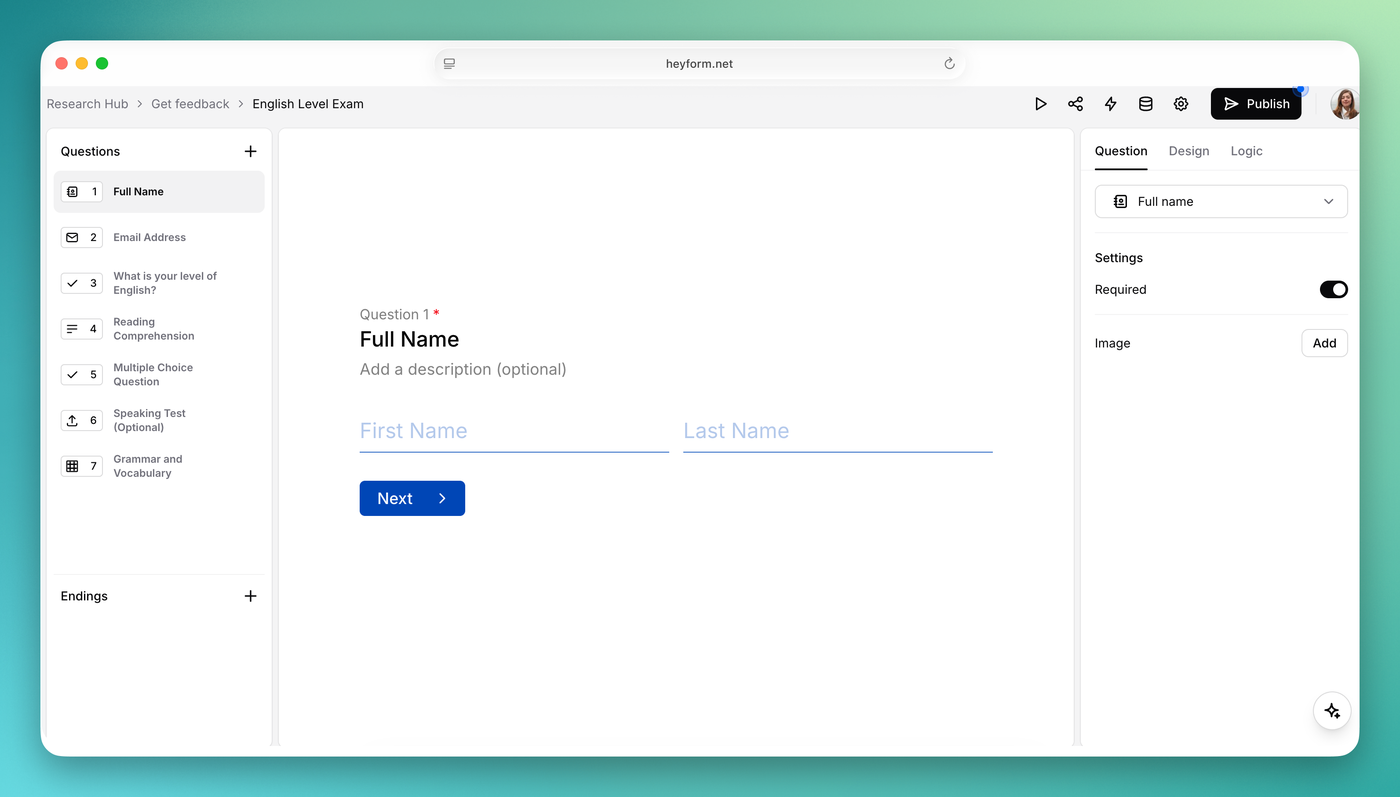 heyform.net
Research Hub > Get feedback > English Level Exam
Publish
Questions
1 Full Name
2 Email Address
3 What is your level of
English?
4 Reading
Comprehension
5 Multiple Choice
Question
6 Speaking Test
(Optional)
7 Grammar and
Vocabulary
Endings
Question 1 *
Full Name
Add a description (optional)
First Name Last Name
Next
Question Design Logic
Full name
Settings
Required
Image Add